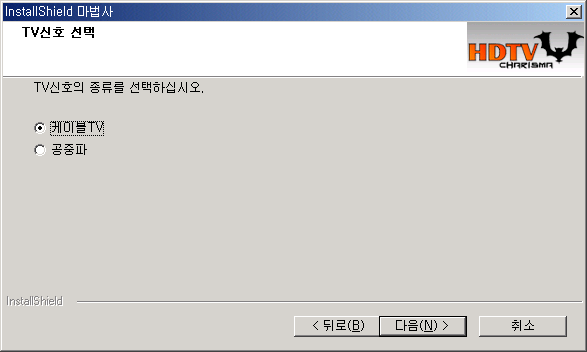 InstallShield 마법사
TV신호 선택
HDTV
CHARISMA
TV신호의 종류를 선택하십시오.
케이블TV
공중파
InstallShield
< 뒤로(B)
다음(N) >
취소